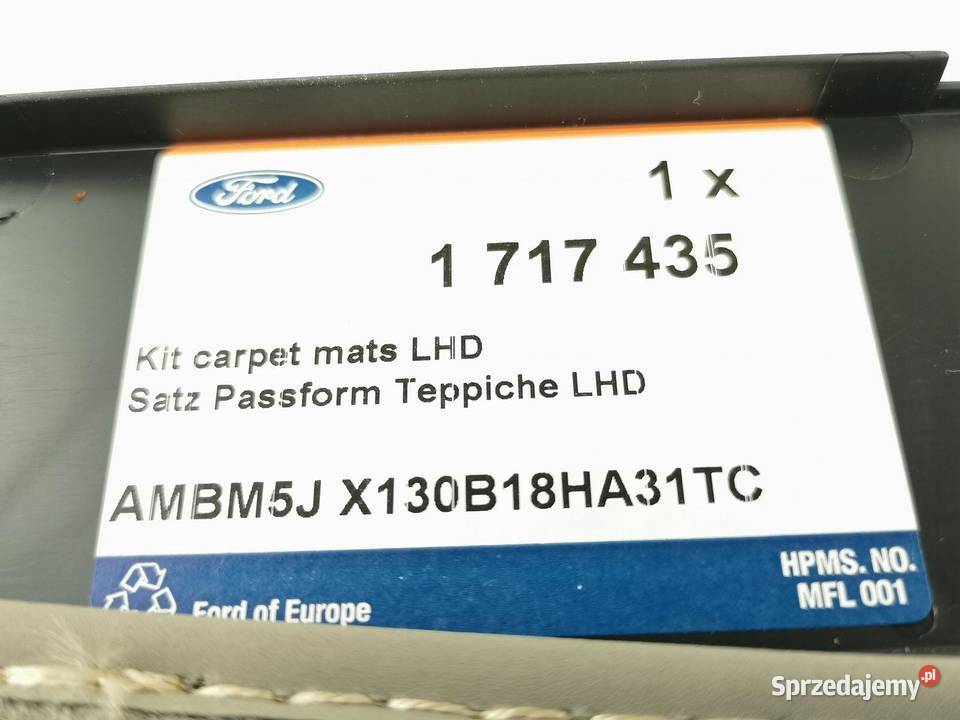 Ford
1 x
1 717 435
Kit carpet mats LHD
Satz Passform Teppiche LHD
AMBM5J X130B18HA31TC
HPMS. NO.
MFL 001
Ford of Europe
Sprzedajemy.pl